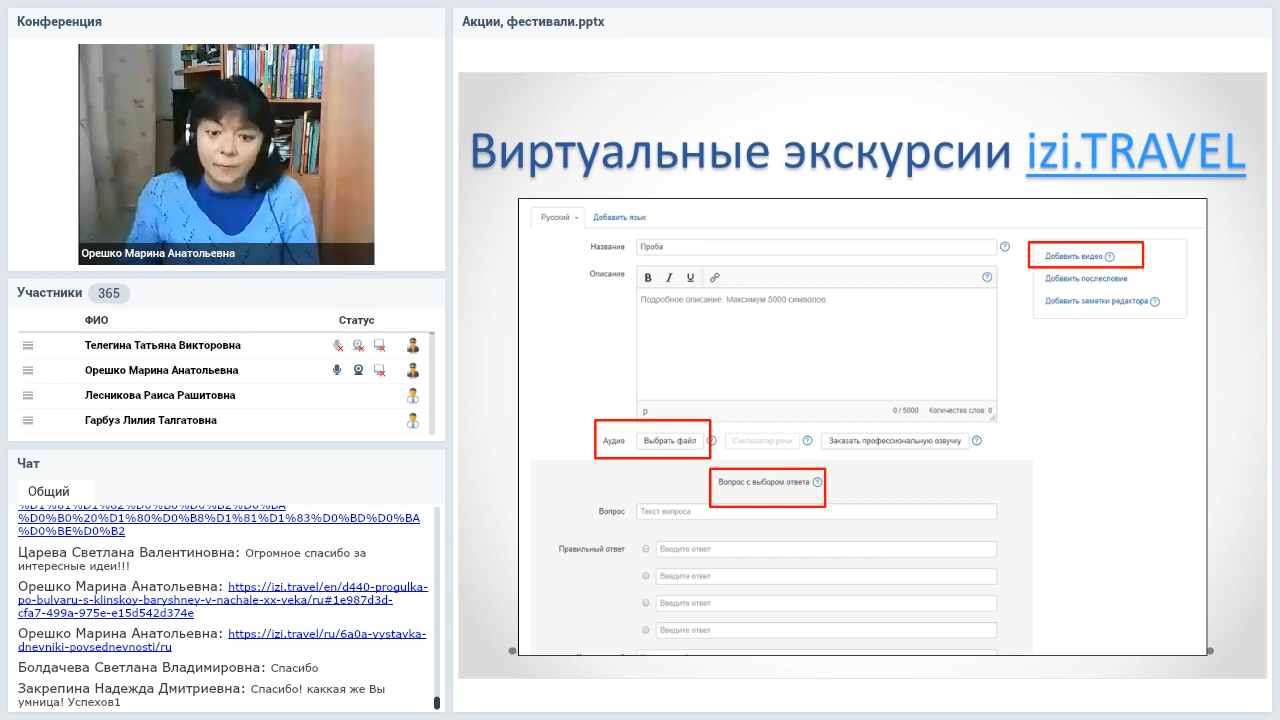 Конференция
Орешко Марина Анатольевна
Участники 365
ФИО Статус
Телегина Татьяна Викторовна
Орешко Марина Анатольевна
Лесникова Раиса Рашитовна
Гарбуз Лилия Талгатовна
Чат
Общий
%D0%B0%20%D1%80%D0%B8%D1%81%D1%83%D0%BD%D0%BA
%D0%BE%D0%B2
Царева Светлана Валентиновна: Огромное спасибо за
интересные идеи!!!
Орешко Марина Анатольевна: https://izi.travel/en/d440-progulka-
po-bulvaru-s-klinskov-baryshney-v-nachale-xx-veka/ru#1e987d3d-
cfa7-499a-975e-e15d542d374e
Орешко Марина Анатольевна: https://izi.travel/ru/6a0a-vystavka-
dnevniki-povsednevnosti/ru
Болдачева Светлана Владимировна: Спасибо
Закрепина Надежда Дмитриевна: Спасибо! каккая же Вы
умница! Успехов1
Акции, фестивали.pptx
Виртуальные экскурсии izi.TRAVEL
Русский Добавить язык
Название Проба
Добавить видео
Описание B I U
Добавить послесловие
Подробное описание. Максимум 5000 символов.
Добавить заметки редактора
p 0 / 5000 Количество слов: 0
Аудио Выбрать файл Синтезатор речи Заказать профессиональную озвучку
Вопрос с выбором ответа
Вопрос Текст вопроса
Правильный ответ Введите ответ
Введите ответ
Введите ответ
Введите ответ